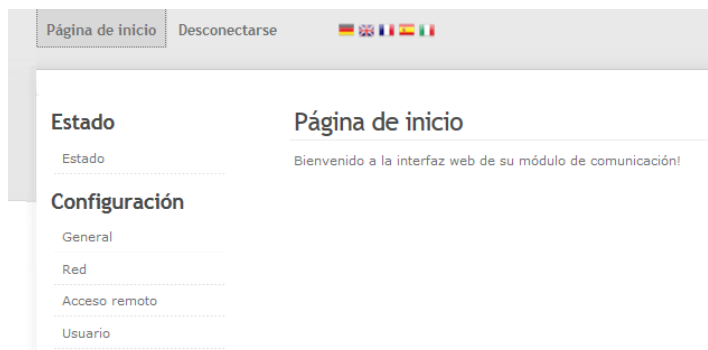 Página de inicio Desconectarse
Estado
Estado
Configuración
General
Red
Acceso remoto
Usuario
Página de inicio
Bienvenido a la interfaz web de su módulo de comunicación!